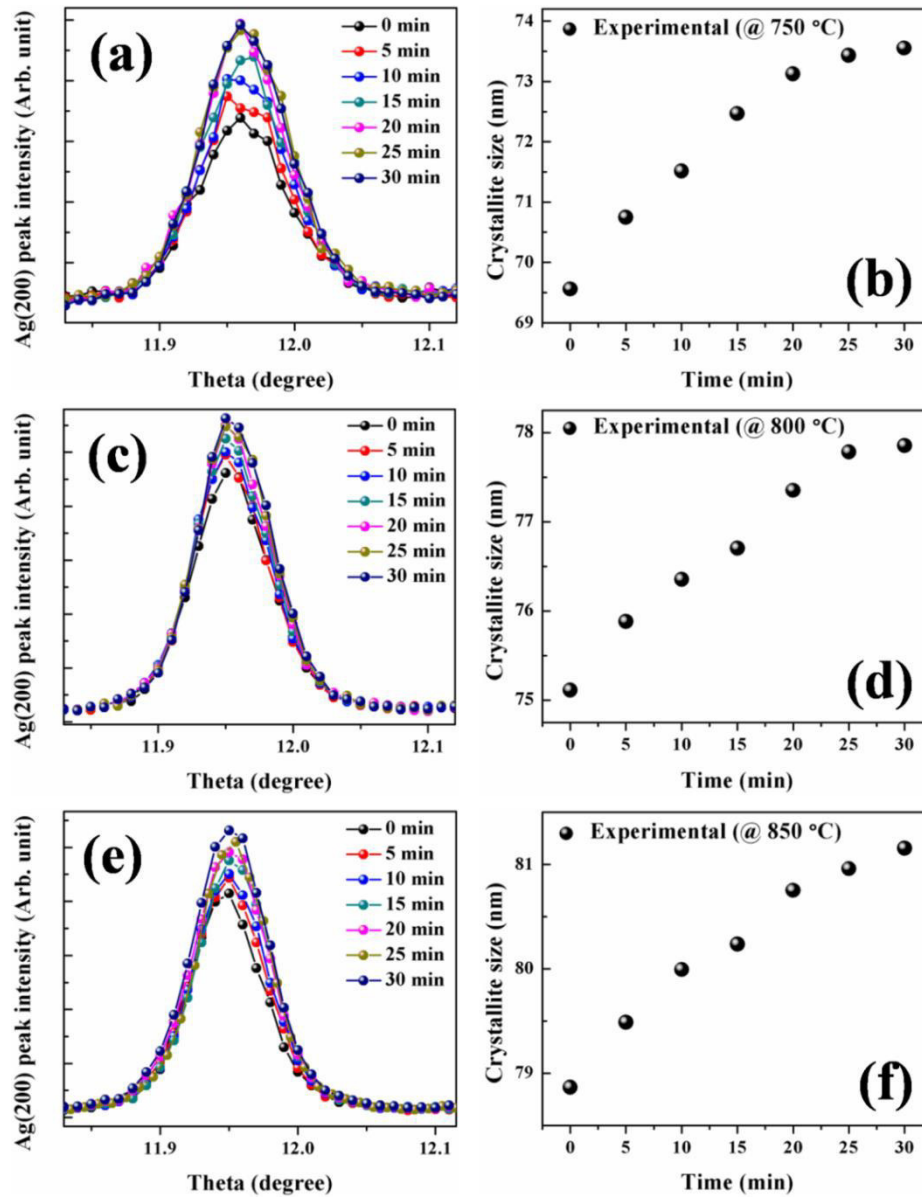 (a)
0 min
5 min
10 min
15 min
20 min
25 min
30 min
Ag(200) peak intensity (Arb. unit)
11.9 12.0 12.1
Theta (degree)
Experimental (@ 750 °C)
74
73
72
71
70
69
Crystallite size (nm)
(b)
0 5 10 15 20 25 30
Time (min)
(c)
0 min
5 min
10 min
15 min
20 min
25 min
30 min
Ag(200) peak intensity (Arb. unit)
11.9 12.0 12.1
Theta (degree)
Experimental (@ 800 °C)
78
77
76
75
Crystallite size (nm)
(d)
0 5 10 15 20 25 30
Time (min)
(e)
0 min
5 min
10 min
15 min
20 min
25 min
30 min
Ag(200) peak intensity (Arb. unit)
11.9 12.0 12.1
Theta (degree)
Experimental (@ 850 °C)
81
80
79
Crystallite size (nm)
(f)
0 5 10 15 20 25 30
Time (min)